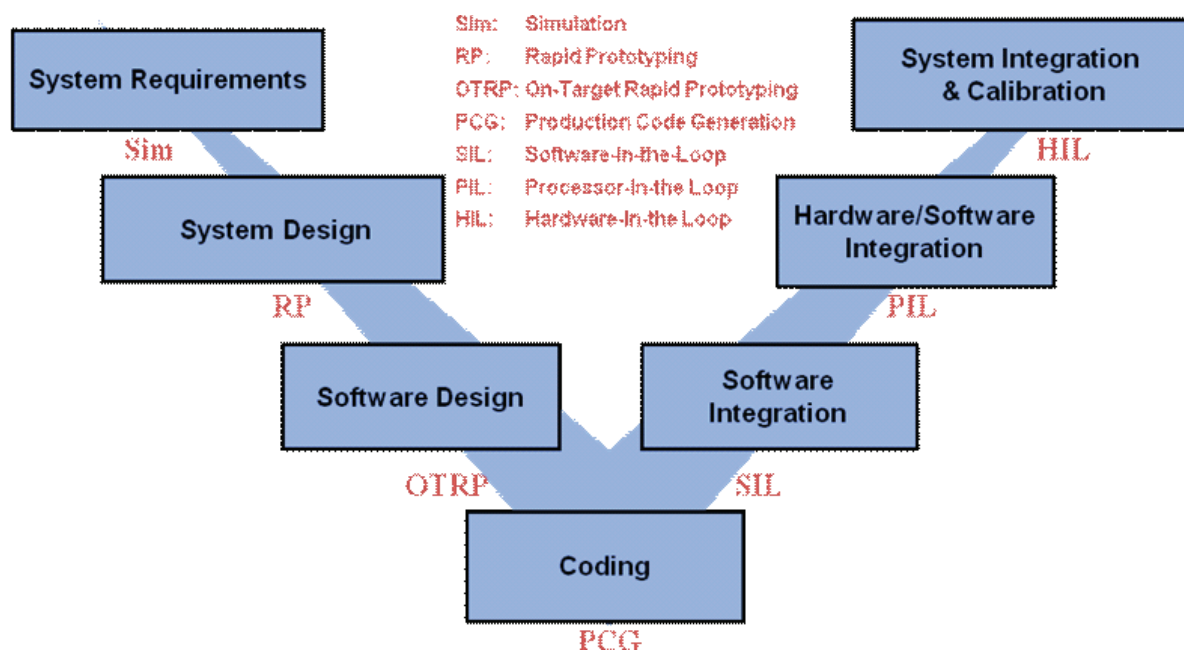 System Requirements
Sim
System Design
RP
Software Design
OTRP
Coding
PCG
Sim: Simulation
RP: Rapid Prototyping
OTRP: On-Target Rapid Prototyping
PCG: Production Code Generation
SIL: Software-In-the-Loop
PIL: Processor-In-the Loop
HIL: Hardware-In-the Loop
System Integration
& Calibration
HIL
Hardware/Software
Integration
PIL
Software
Integration
SIL